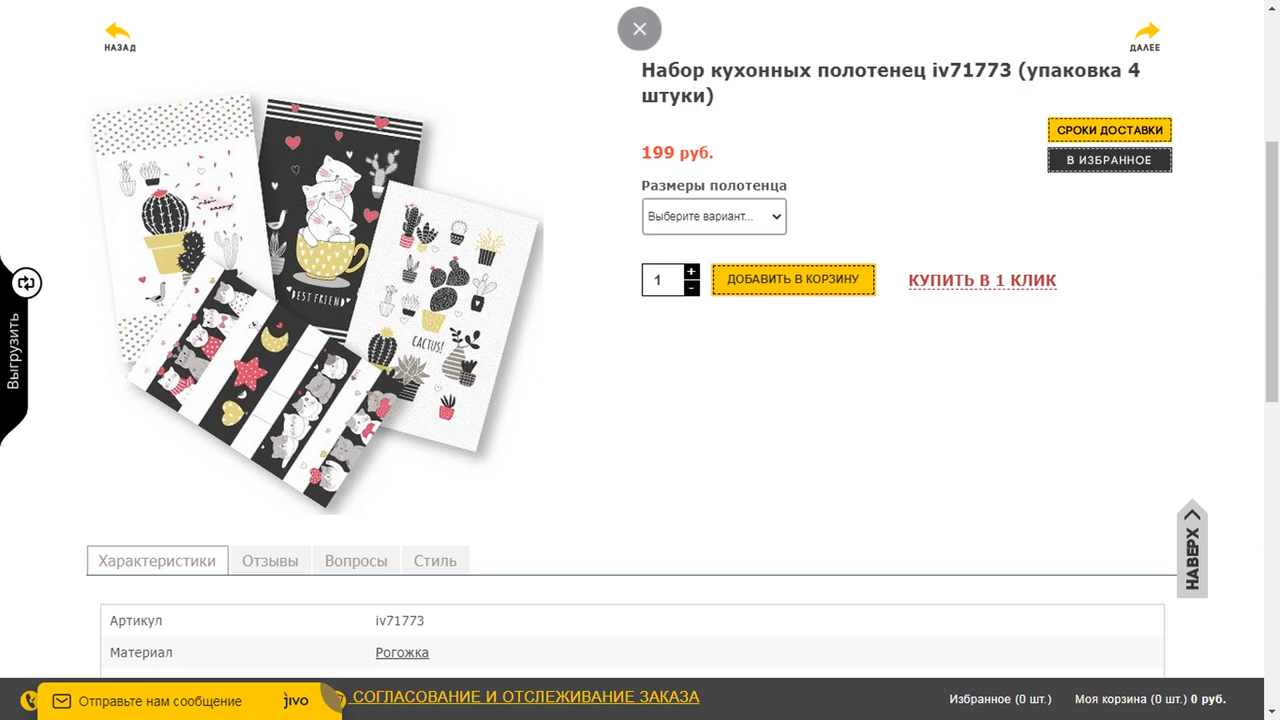 НАЗАД
ДАЛЕЕ
Набор кухонных полотенец iv71773 (упаковка 4
штуки)
СРОКИ ДОСТАВКИ
В ИЗБРАННОЕ
199 руб.
Размеры полотенца
Выберите вариант...
1
+
-
ДОБАВИТЬ В КОРЗИНУ
КУПИТЬ В 1 КЛИК
BEST FRIEND
CACTUS!
Выгрузить
НАВЕРХ
Характеристики
Отзывы
Вопросы
Стиль
Артикул
iv71773
Материал
Рогожка
Отправьте нам сообщение
jivo
СОГЛАСОВАНИЕ И ОТСЛЕЖИВАНИЕ ЗАКАЗА
Избранное (0 шт.)
Моя корзина (0 шт.) 0 руб.